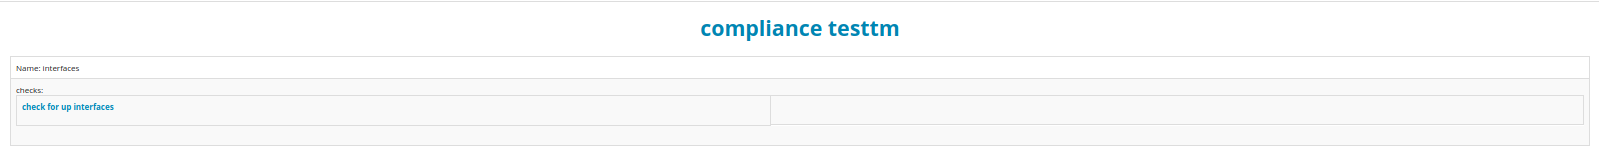 compliance testtm
Name: interfaces
checks:
check for up interfaces